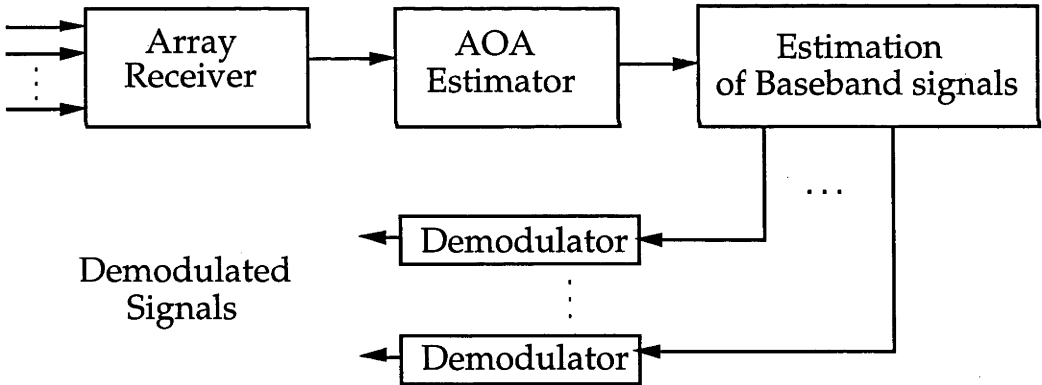 Array
Receiver
AOA
Estimator
Estimation
of Baseband signals
...
Demodulator
Demodulated
Signals
Demodulator